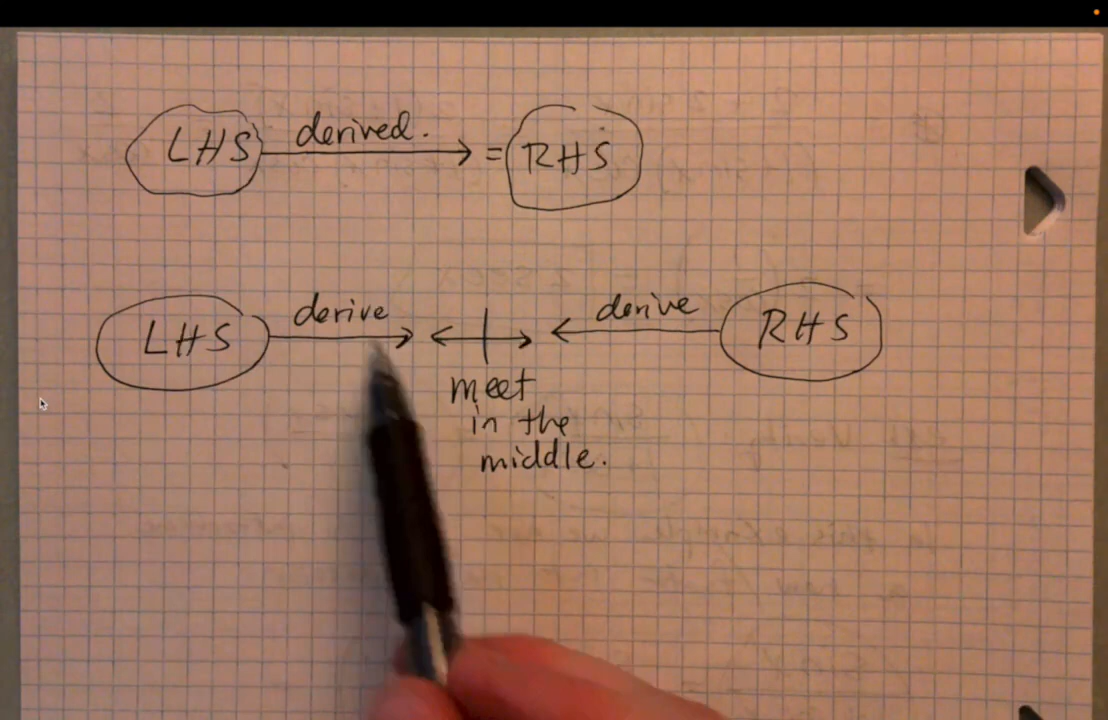 LHS derived. = RHS
LHS derive derive RHS
meet
in the
middle.